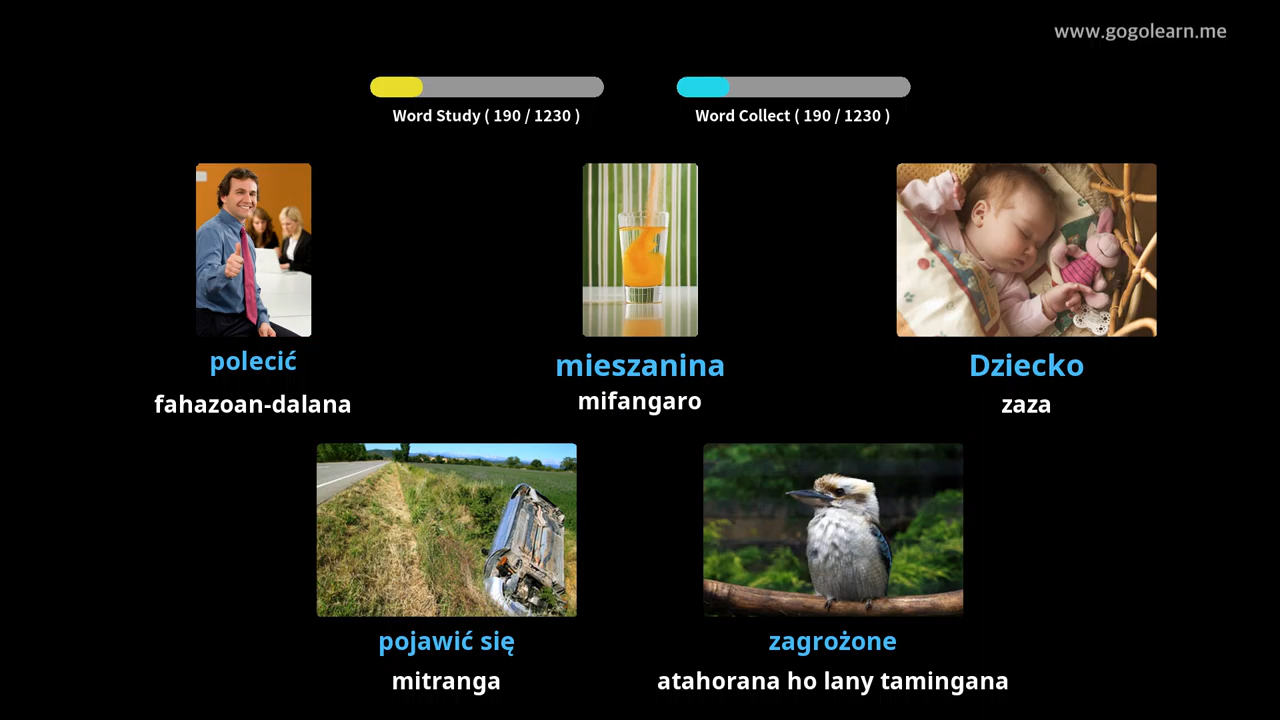 www.gogolearn.me
Word Study ( 190 / 1230 )
Word Collect ( 190 / 1230 )
polecić
mieszanina
Dziecko
fahazoan-dalana
mifangaro
zaza
pojawić się
zagrożone
mitranga
atahorana ho lany tamingana